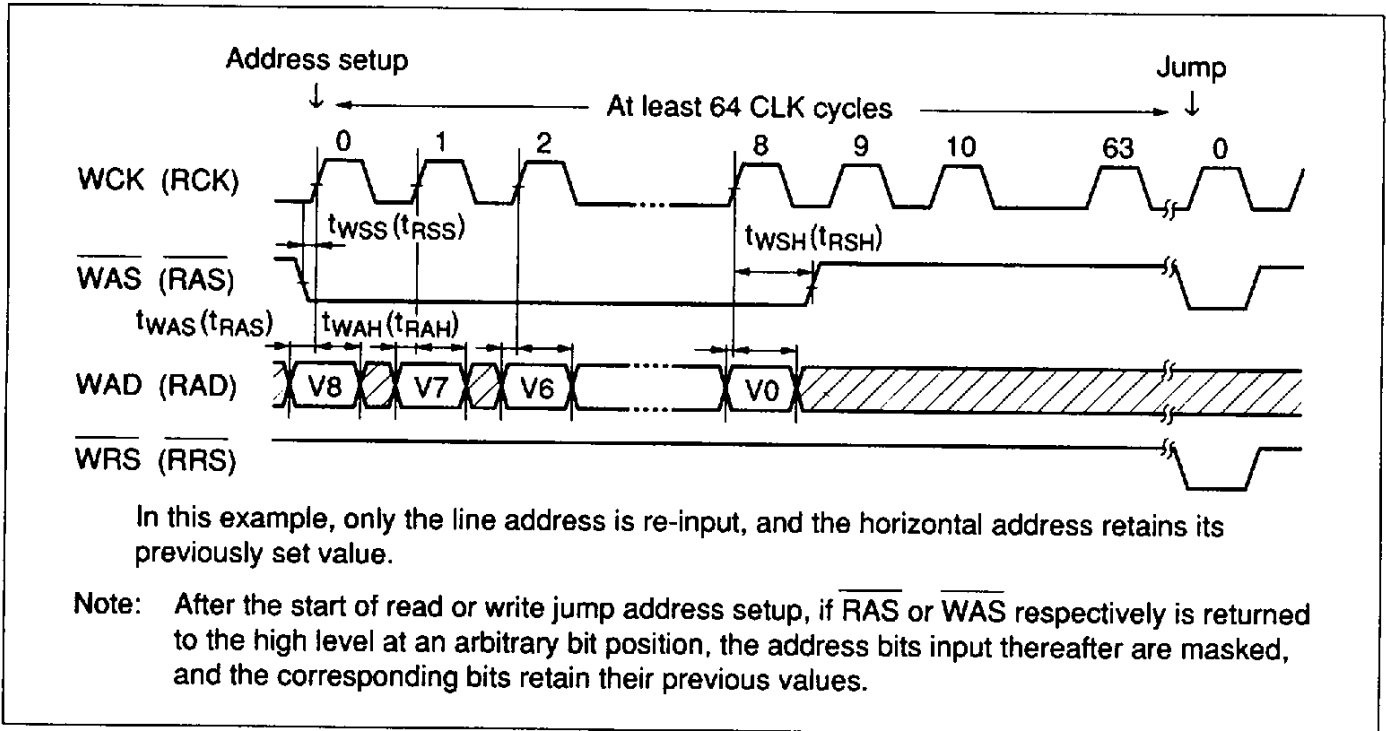 Address setup
Jump
At least 64 CLK cycles
0 1 2 8 9 10 63 0
WCK (RCK)
tWSS(tRSS)
tWSH(tRSH)
WAS (RAS)
tWAS(tRAS) tWAH(tRAH)
WAD (RAD)
V8 V7 V6 V0
WRS (RRS)
In this example, only the line address is re-input, and the horizontal address retains its
previously set value.
Note: After the start of read or write jump address setup, if RAS or WAS respectively is returned
to the high level at an arbitrary bit position, the address bits input thereafter are masked,
and the corresponding bits retain their previous values.